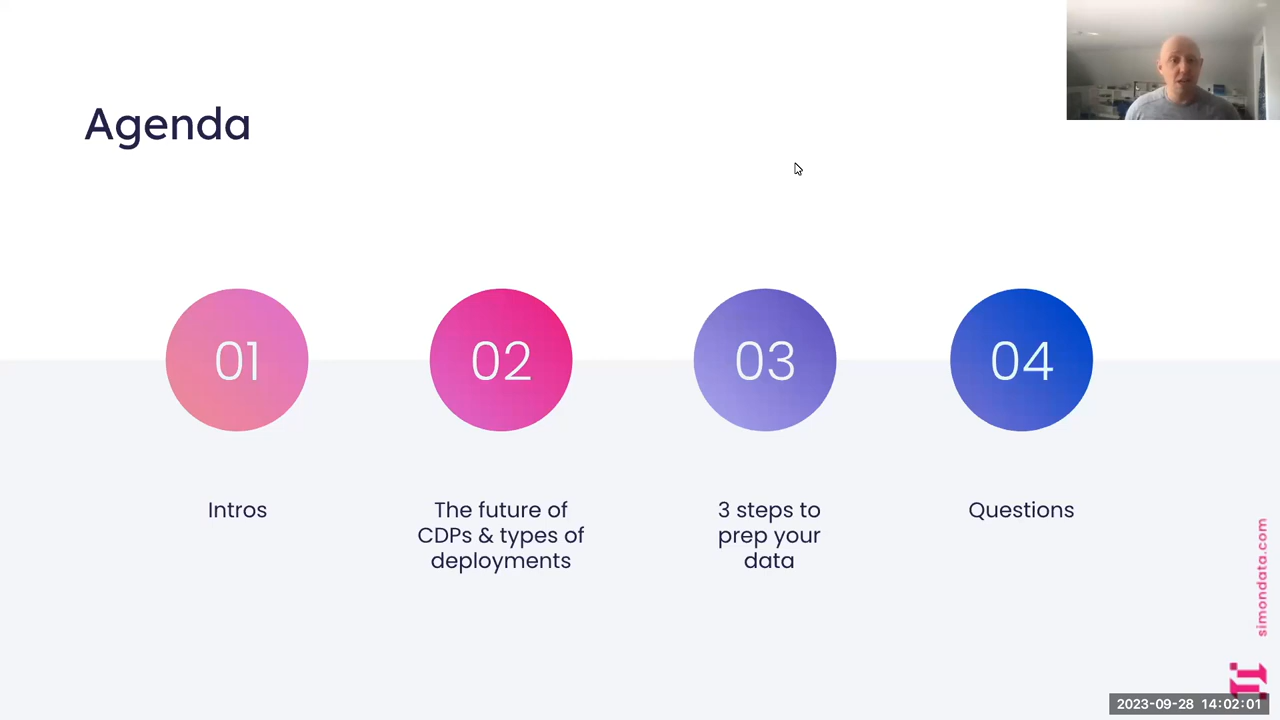 Agenda
01
02
03
04
Intros
The future of
CDPs & types of
deployments
3 steps to
prep your
data
Questions
simondata.com
2023-09-28 14:02:01